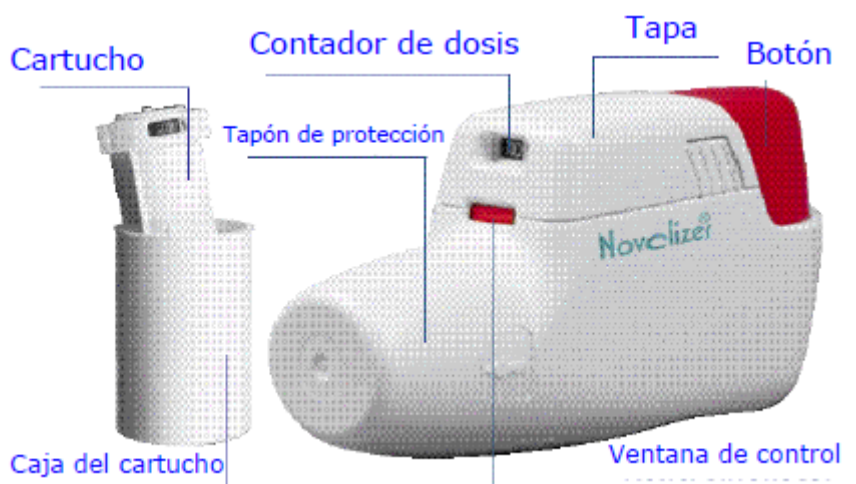 Tapa
Contador de dosis
Botón
Cartucho
Tapón de protección
Novolizer®
Caja del cartucho
Ventana de control